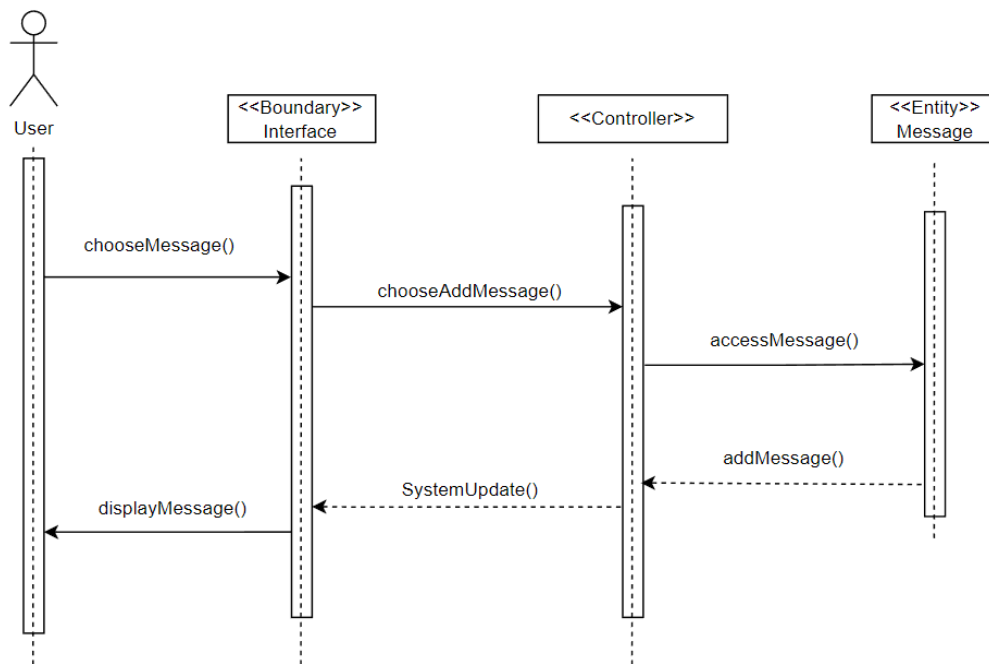 User
<<Boundary>>
Interface
<<Controller>>
<<Entity>>
Message
chooseMessage()
chooseAddMessage()
accessMessage()
addMessage()
SystemUpdate()
displayMessage()